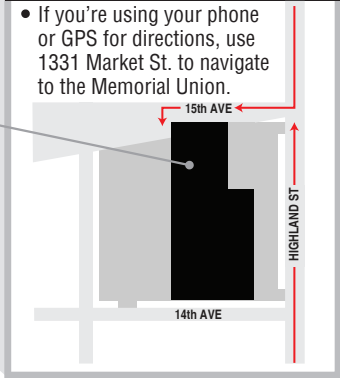 • If you're using your phone
or GPS for directions, use
1331 Market St. to navigate
to the Memorial Union.
15th AVE
HIGHLAND ST
14th AVE